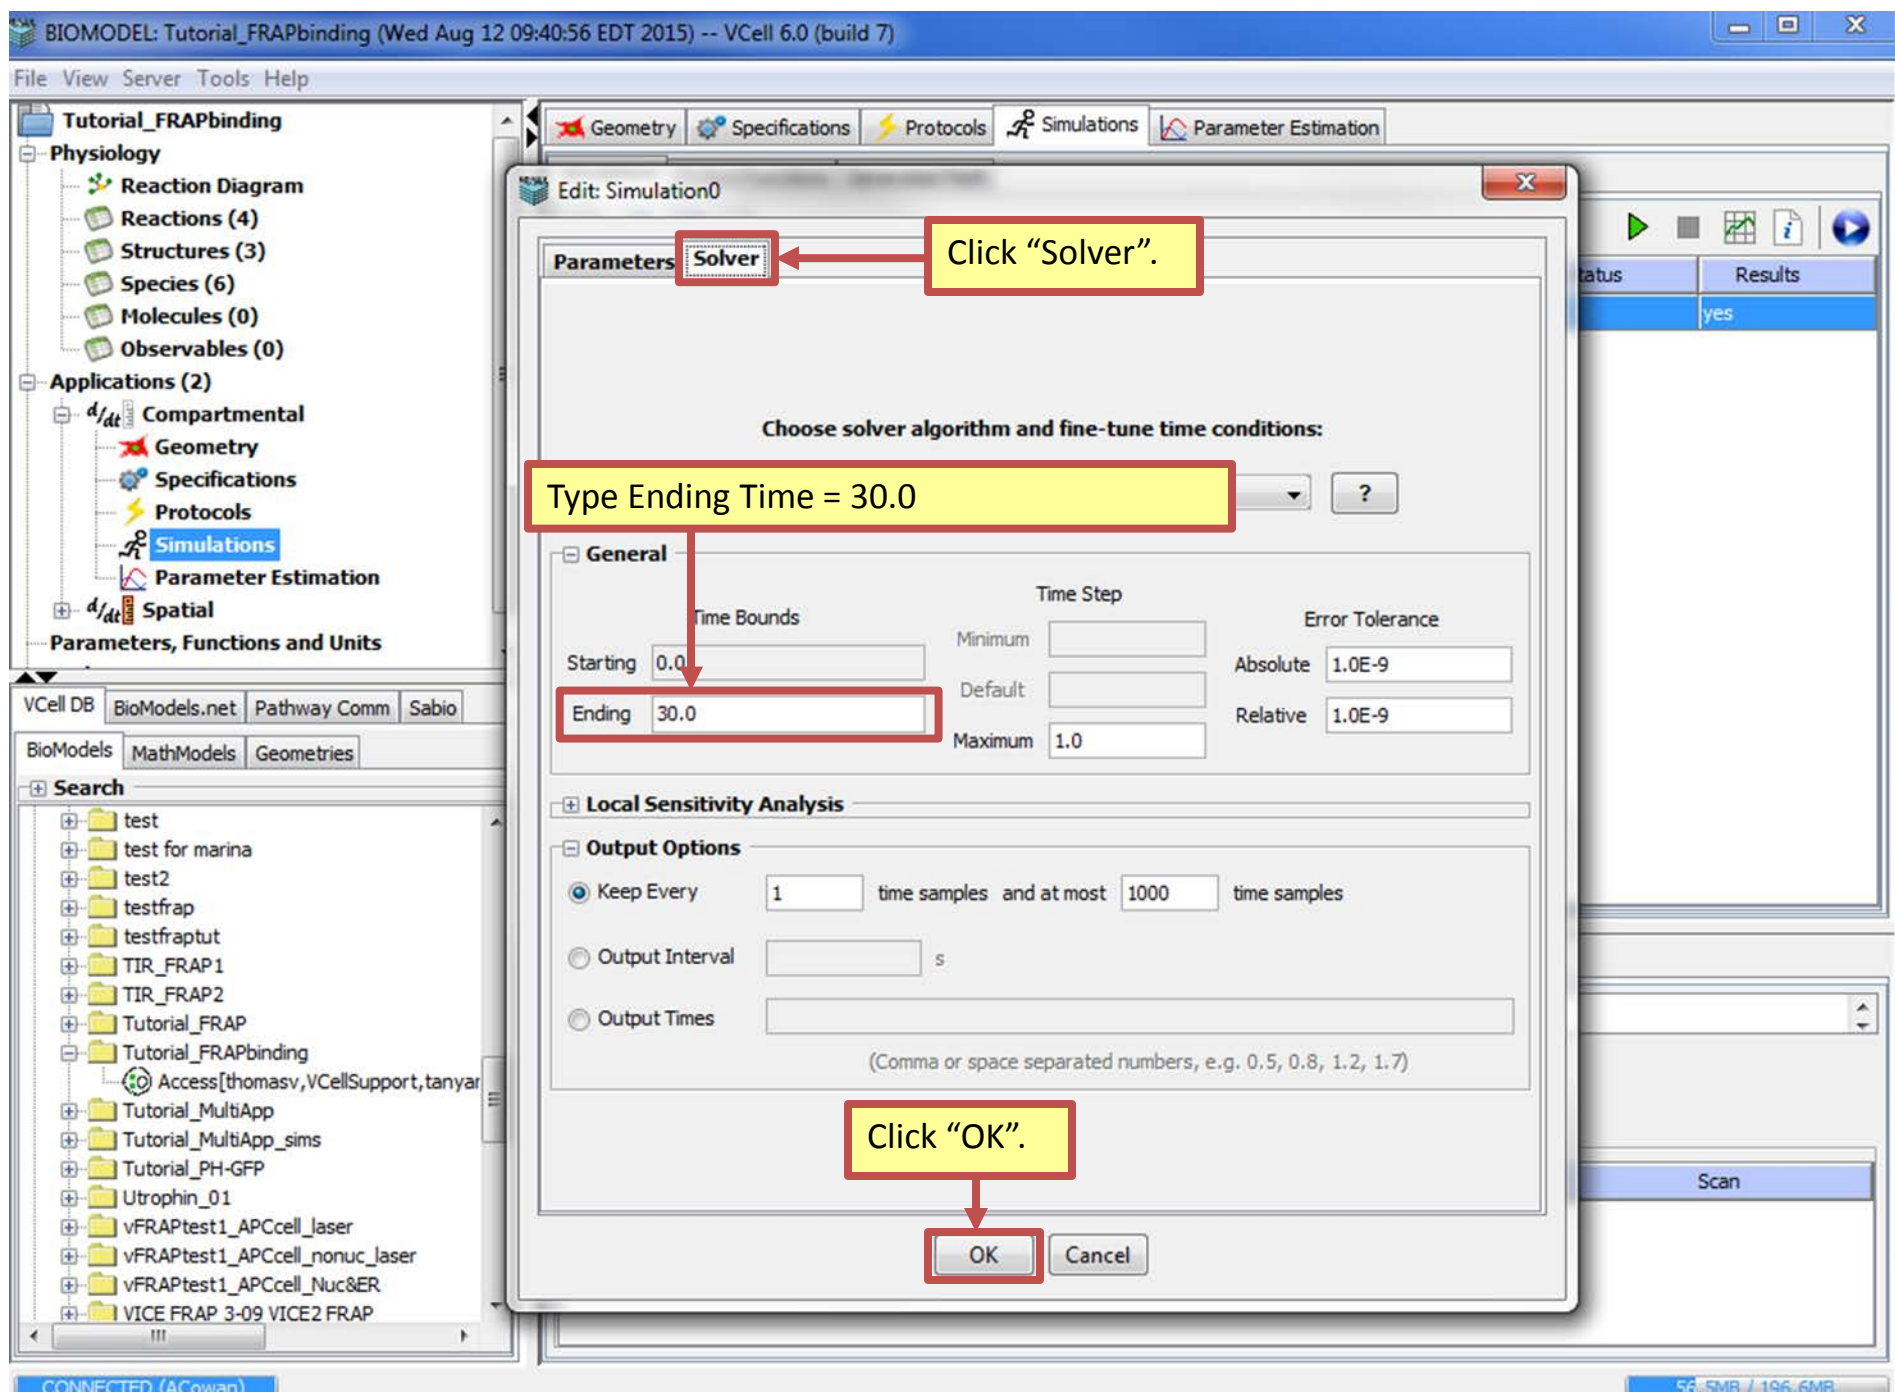 BIOMODEL: Tutorial_FRAPbinding (Wed Aug 12 09:40:56 EDT 2015) -- VCell 6.0 (build 7)
File View Server Tools Help
Tutorial_FRAPbinding
Physiology
Reaction Diagram
Reactions (4)
Structures (3)
Species (6)
Molecules (0)
Observables (0)
Applications (2)
d/dt Compartmental
Geometry
Specifications
Protocols
Simulations
Parameter Estimation
d/dt Spatial
Parameters, Functions and Units
VCell DB BioModels.net Pathway Comm Sabio
BioModels MathModels Geometries
Search
test
test for marina
test2
testfrap
testfraptut
TIR_FRAP1
TIR_FRAP2
Tutorial_FRAP
Tutorial_FRAPbinding
Access[thomasv,VCellSupport,tanyar
Tutorial_MultiApp
Tutorial_MultiApp_sims
Tutorial_PH-GFP
Utrophin_01
vFRAPtest1_APCcell_laser
vFRAPtest1_APCcell_nonuc_laser
vFRAPtest1_APCcell_Nuc&ER
VICE FRAP 3-09 VICE2 FRAP
CONNECTED (ACowan)
Geometry Specifications Protocols Simulations Parameter Estimation
tatus Results
yes
Edit: Simulation0
Parameters Solver
Click “Solver”.
Choose solver algorithm and fine-tune time conditions:
Type Ending Time = 30.0
?
General
Time Bounds
Starting 0.0
Ending 30.0
Time Step
Minimum
Default
Maximum 1.0
Error Tolerance
Absolute 1.0E-9
Relative 1.0E-9
Local Sensitivity Analysis
Output Options
Keep Every 1 time samples and at most 1000 time samples
Output Interval s
Output Times
(Comma or space separated numbers, e.g. 0.5, 0.8, 1.2, 1.7)
Click “OK”.
OK Cancel
Scan
56.5MB / 196.6MB